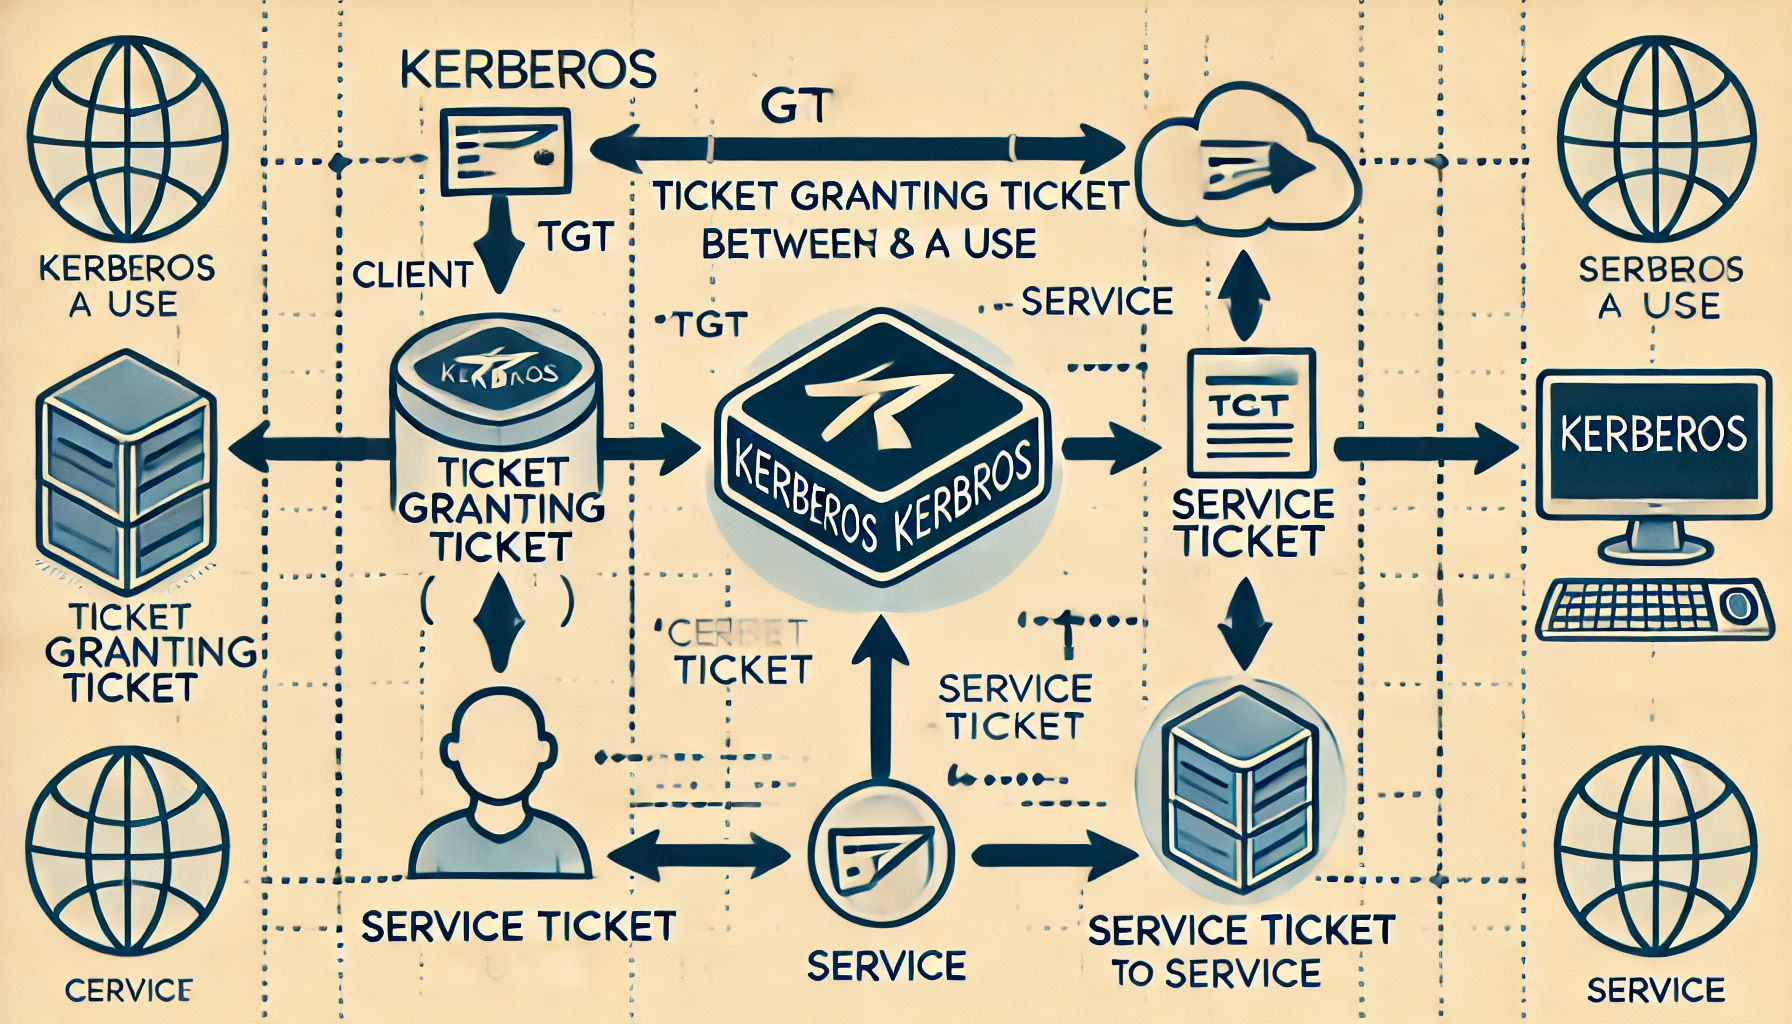 KERBEROS
GT
TICKET GRANTING TICKET
BETWEEN & A USE
TGT
CLIENT
KERBEROS
A USE
SERBROS
A USE
TGT
SERVICE
TICKET
GRANTING
TICKET
KERBEROS KERBROS
TGT
SERVICE
TICKET
KERBEROS
TICKET
GRANTING
TICKET
TICKET
SERVICE
TICKET
SERVICE TICKET
SERVICE
SERVICE TICKET
TO SERVICE
CERVICE
SERVICE